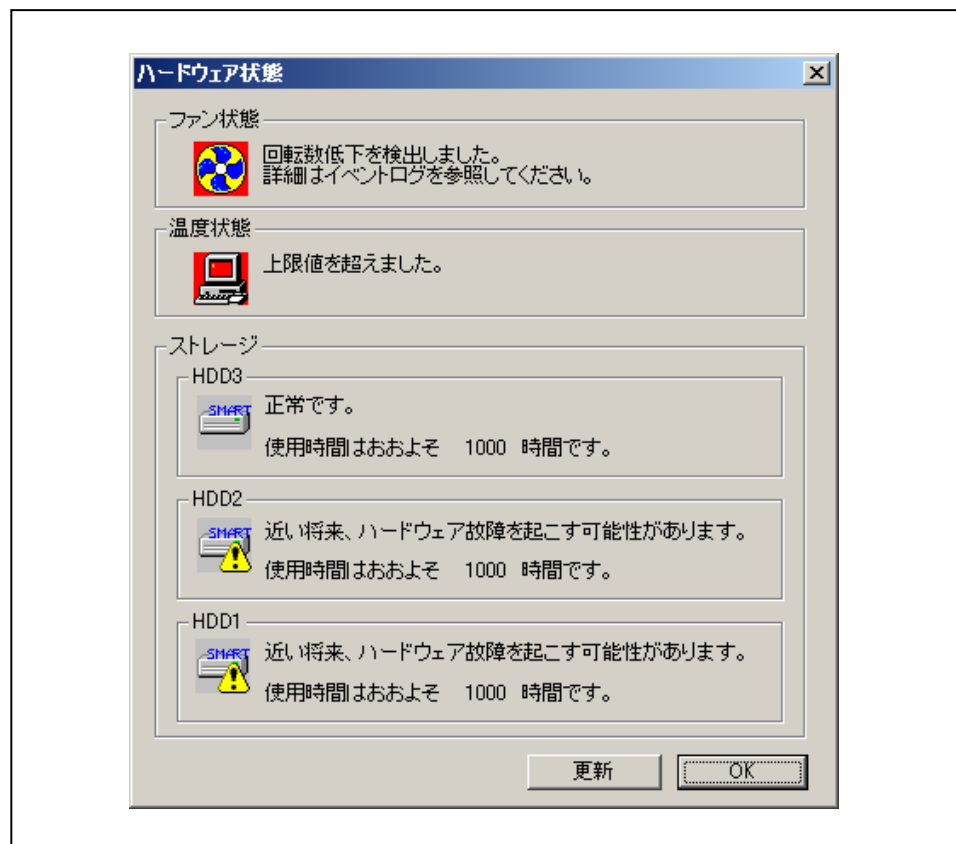 ハードウェア状態
ファン状態
回転数低下を検出しました。
詳細はイベントログを参照してください。
温度状態
上限値を超えました。
ストレージ
HDD3
SMART
正常です。
使用時間はおおよそ 1000 時間です。
HDD2
SMART
近い将来、ハードウェア故障を起こす可能性があります。
使用時間はおおよそ 1000 時間です。
HDD1
SMART
近い将来、ハードウェア故障を起こす可能性があります。
使用時間はおおよそ 1000 時間です。
更新
OK